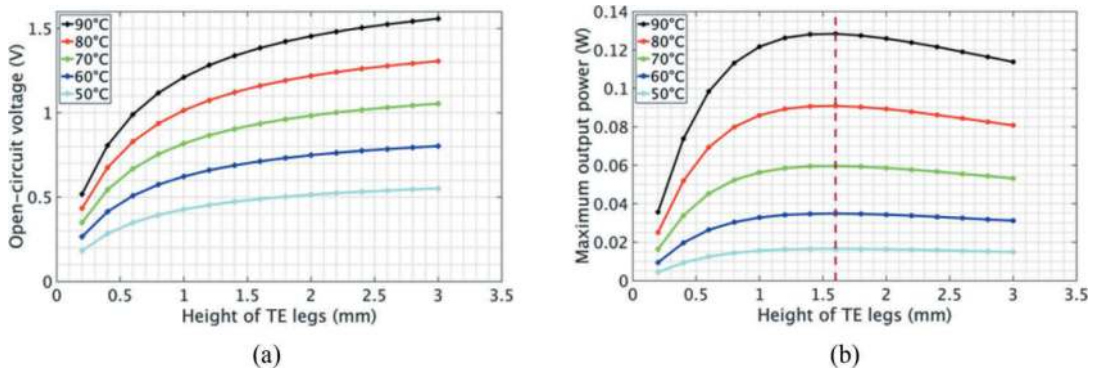 90°C
80°C
70°C
60°C
50°C
Open-circuit voltage (V)
1.5
1
0.5
0
0 0.5 1 1.5 2 2.5 3 3.5
Height of TE legs (mm)
(a)
90°C
80°C
70°C
60°C
50°C
Maximum output power (W)
0.14
0.12
0.1
0.08
0.06
0.04
0.02
0
0 0.5 1 1.5 2 2.5 3 3.5
Height of TE legs (mm)
(b)